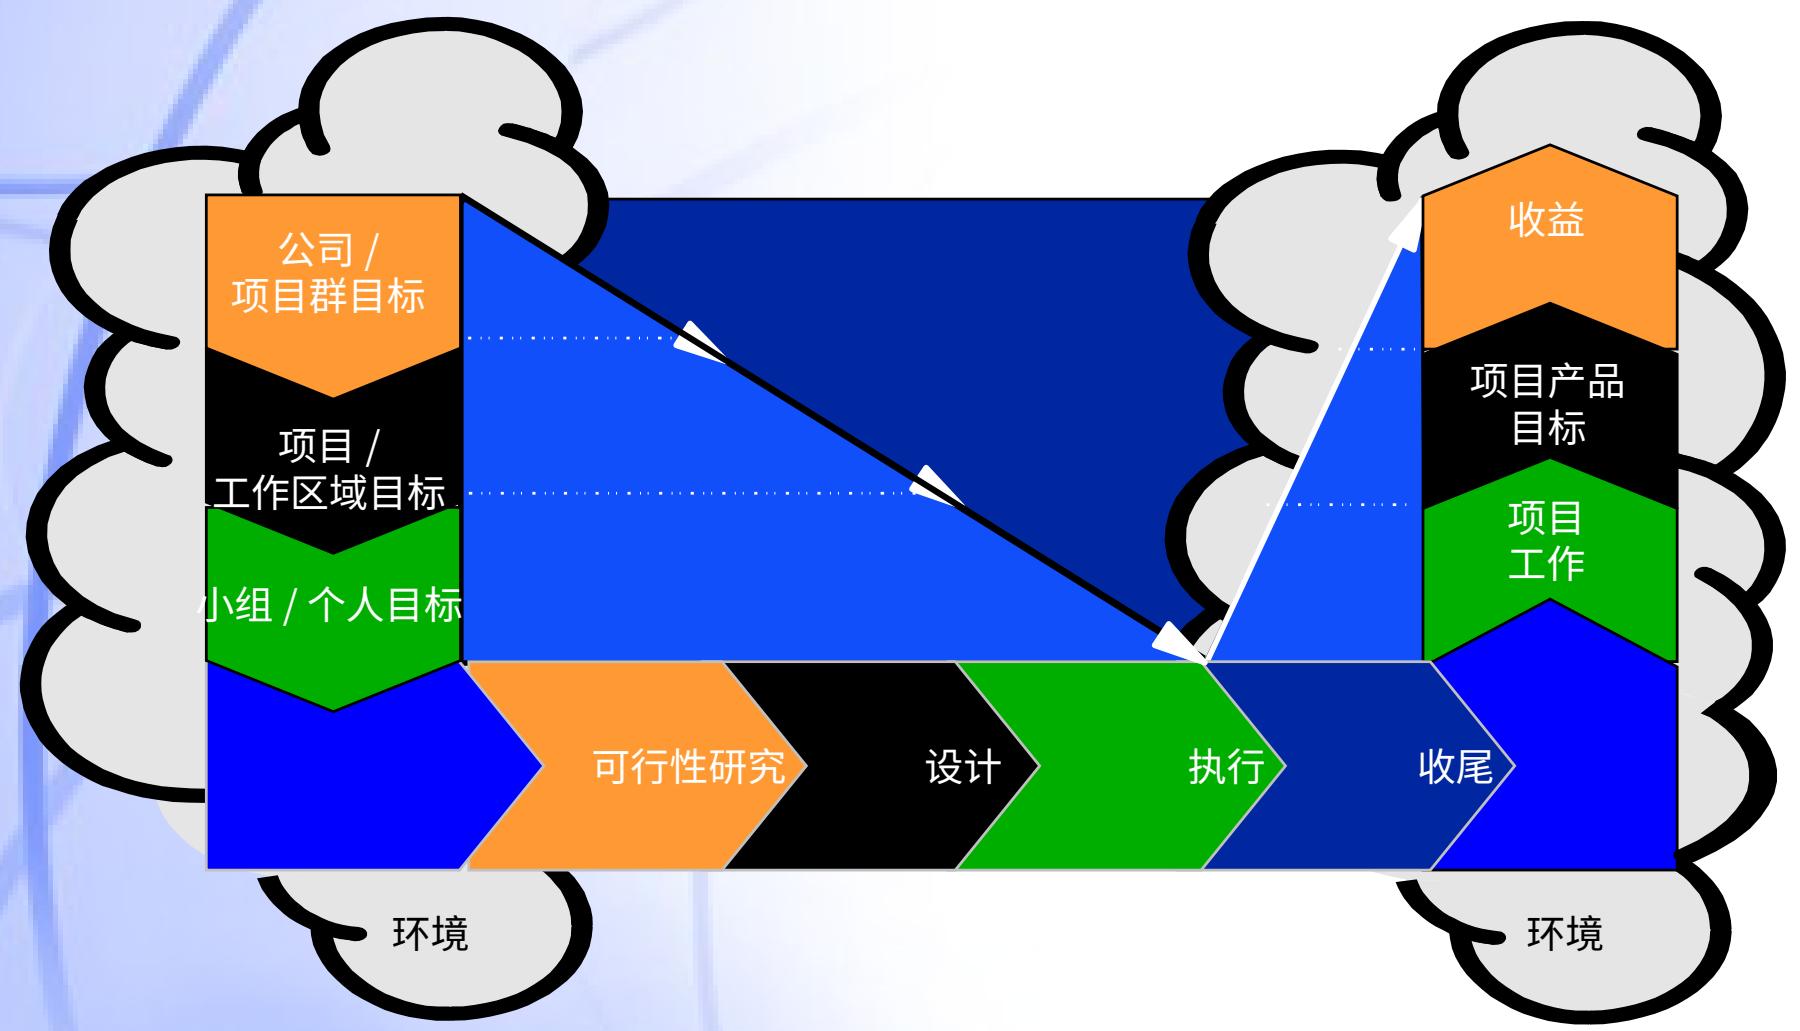 公司 /
项目群目标
项目 /
工作区域目标
小组 / 个人目标
收益
项目产品
目标
项目
工作
可行性研究
设计
执行
收尾
环境
环境